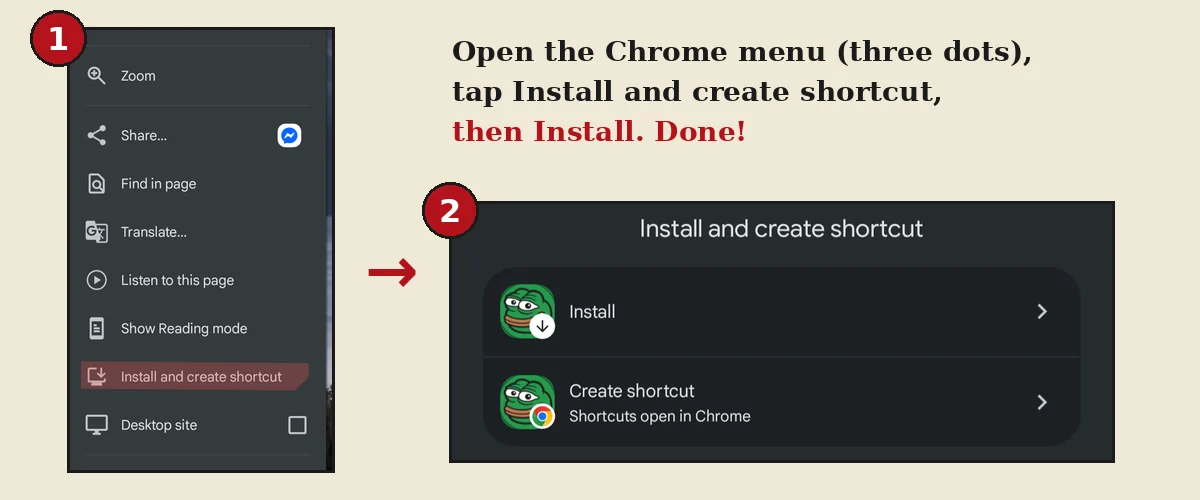 1
Zoom
Share...
Find in page
Translate...
Listen to this page
Show Reading mode
Install and create shortcut
Desktop site
→
Open the Chrome menu (three dots),
tap Install and create shortcut,
then Install. Done!
2
Install and create shortcut
Install
Create shortcut
Shortcuts open in Chrome